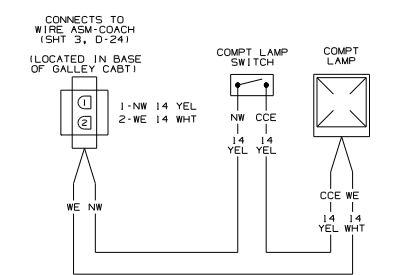 CONNECTS TO
WIRE ASM-COACH
(SHT 3, D-24)
(LOCATED IN BASE
OF GALLEY CABT)
1
2
1-NW 14 YEL
2-WE 14 WHT
WE NW
COMPT LAMP
SWITCH
NW CCE
14 14
YEL YEL
COMPT
LAMP
CCE WE
14 14
YEL WHT